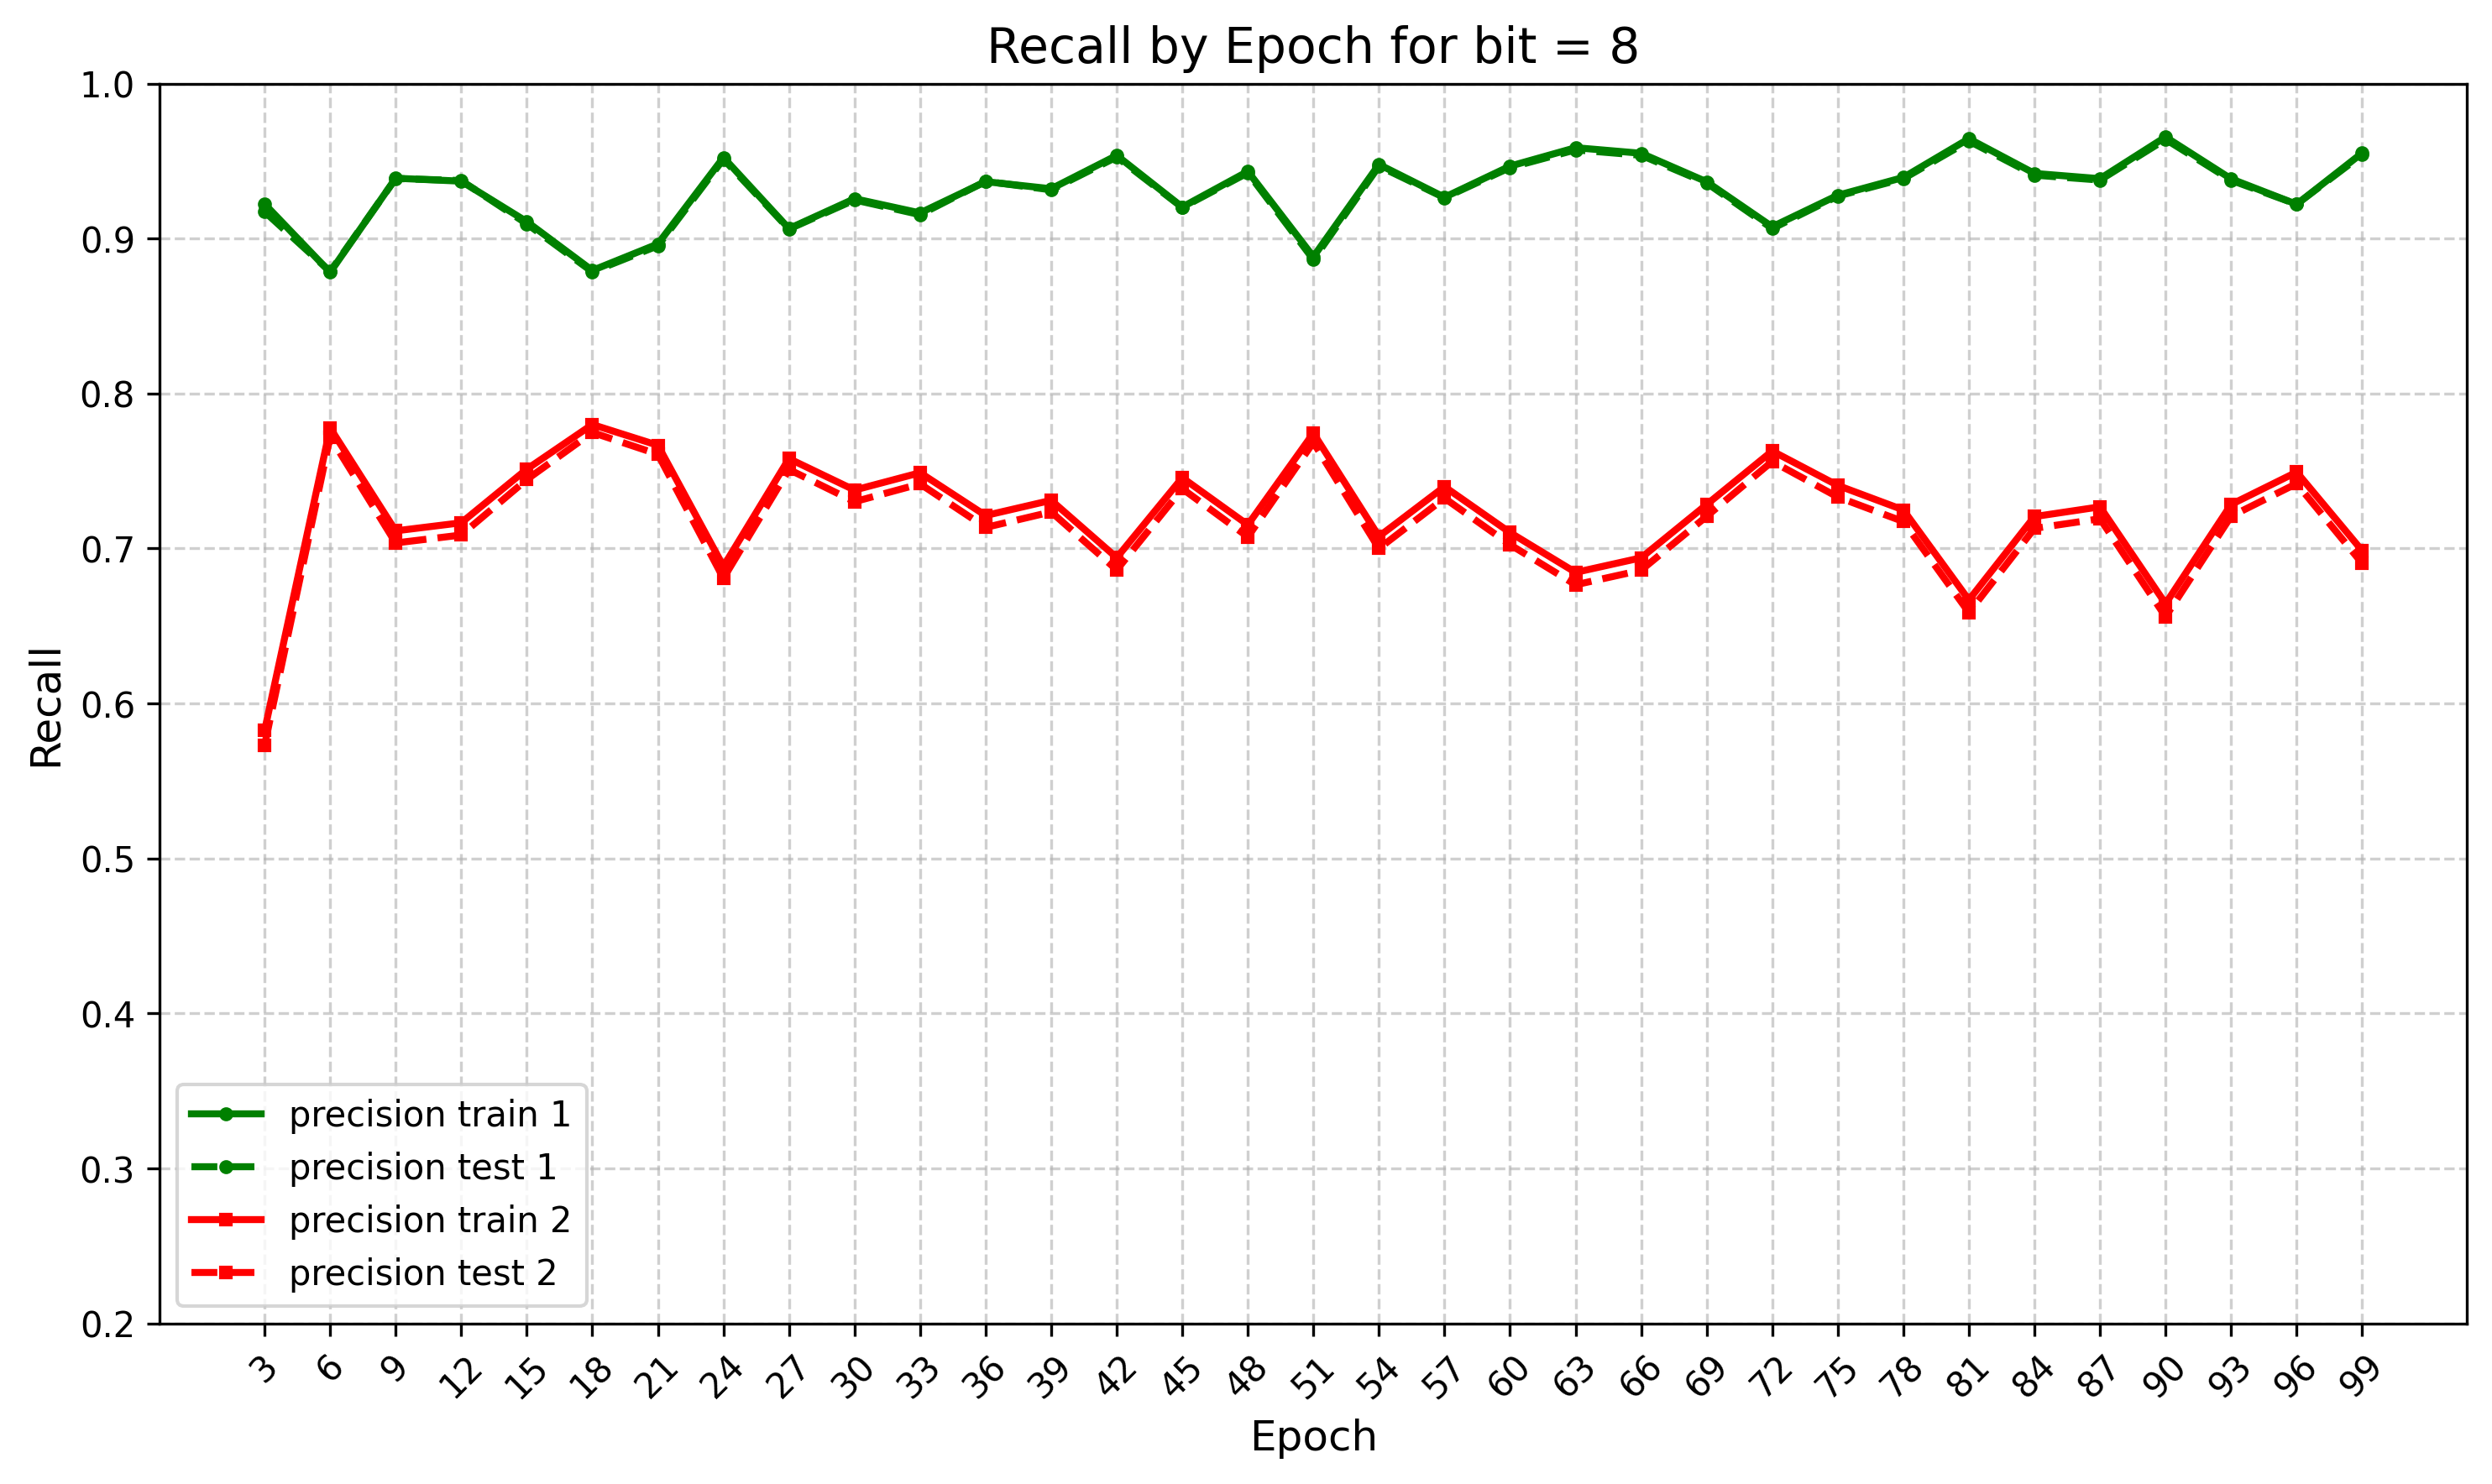 Recall by Epoch for bit = 8
1.0
0.9
0.8
0.7
0.6
0.5
0.4
0.3
0.2
Recall
precision train 1
precision test 1
precision train 2
precision test 2
3 6 9 12 15 18 21 24 27 30 33 36 39 42 45 48 51 54 57 60 63 66 69 72 75 78 81 84 87 90 93 96 99
Epoch